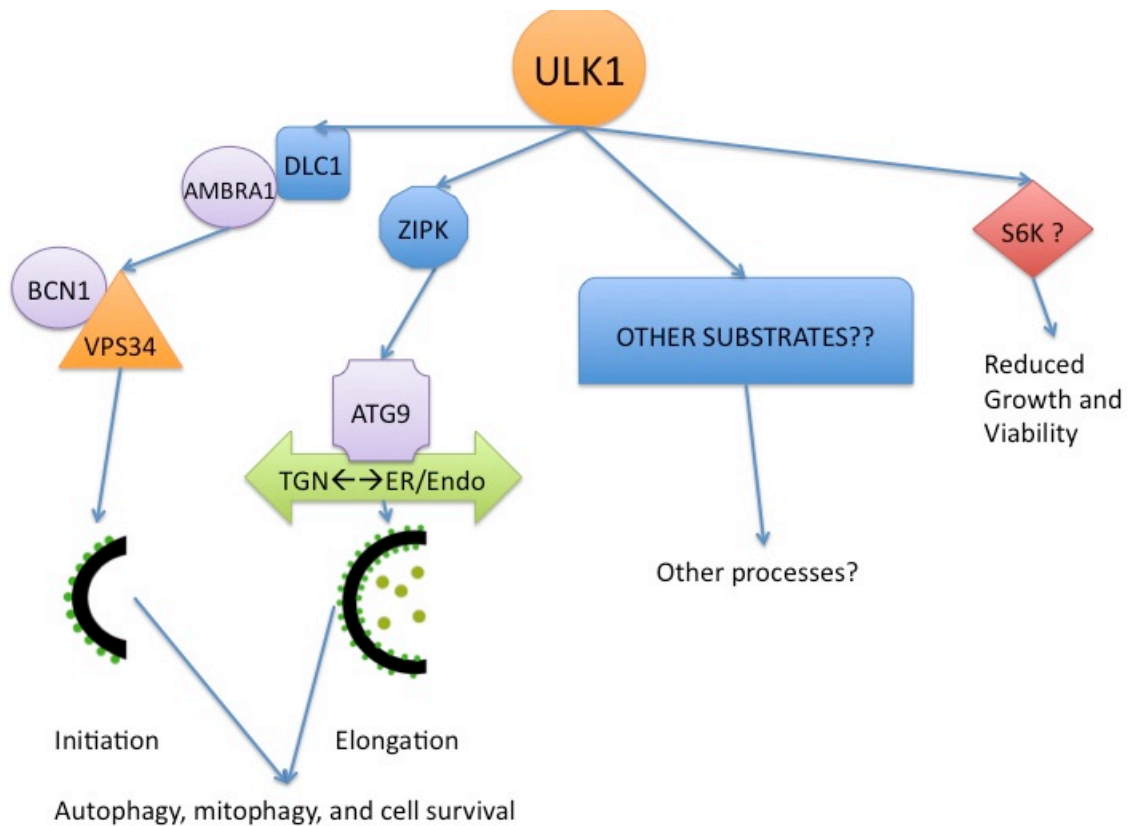 ULK1
DLC1
AMBRA1
ZIPK
S6K ?
BCN1
VPS34
OTHER SUBSTRATES??
Reduced
Growth and
Viability
ATG9
TGN←→ER/Endo
Other processes?
Initiation
Elongation
Autophagy, mitophagy, and cell survival